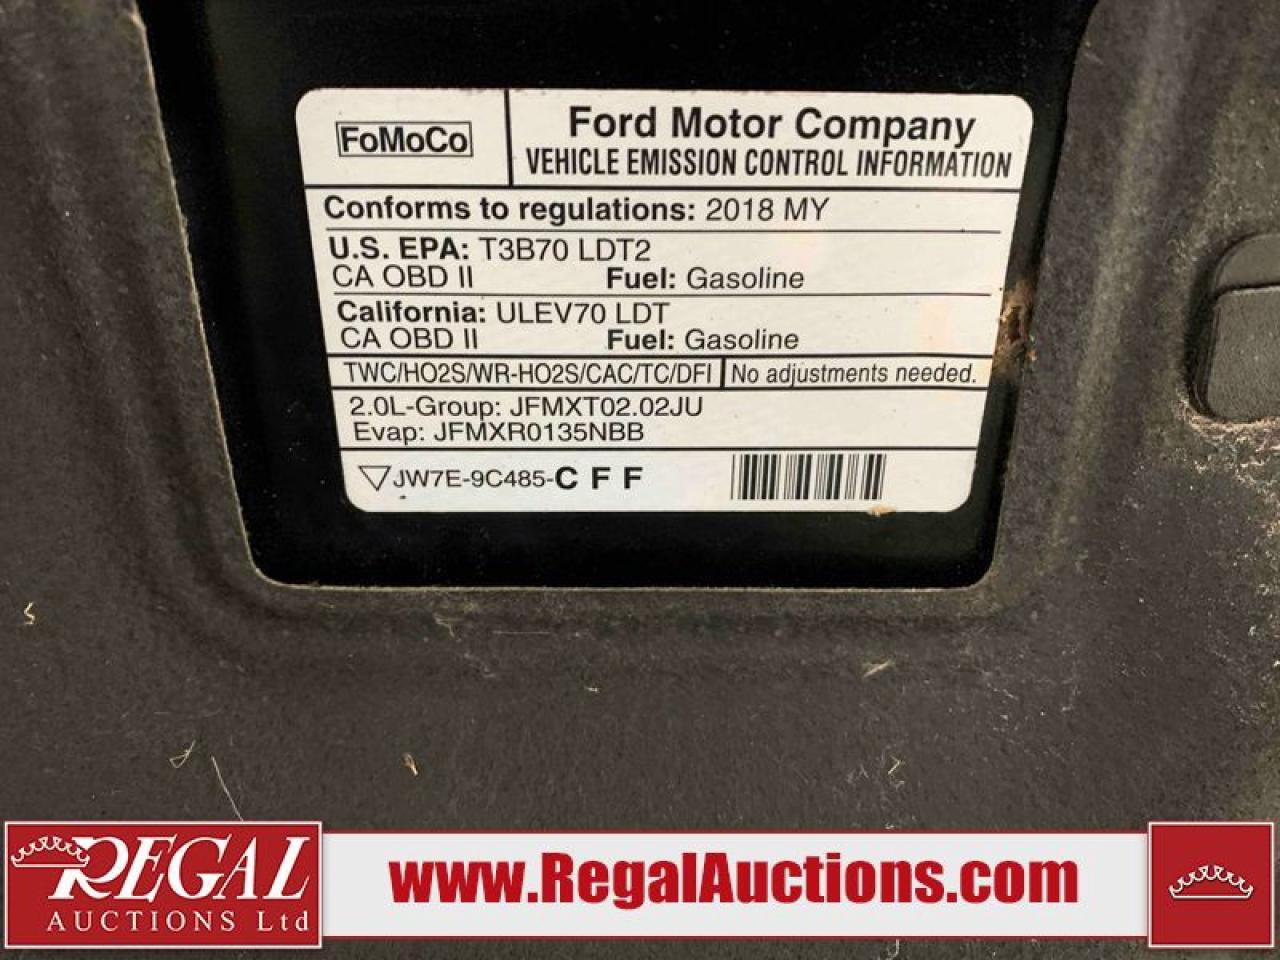 FoMoCo
Ford Motor Company
VEHICLE EMISSION CONTROL INFORMATION
Conforms to regulations: 2018 MY
U.S. EPA: T3B70 LDT2
CA OBD II Fuel: Gasoline
California: ULEV70 LDT
CA OBD II Fuel: Gasoline
TWC/HO2S/WR-HO2S/CAC/TC/DFI No adjustments needed.
2.0L-Group: JFMXT02.02JU
Evap: JFMXR0135NBB
JW7E-9C485-C F F
REGAL
AUCTIONS Ltd
www.RegalAuctions.com